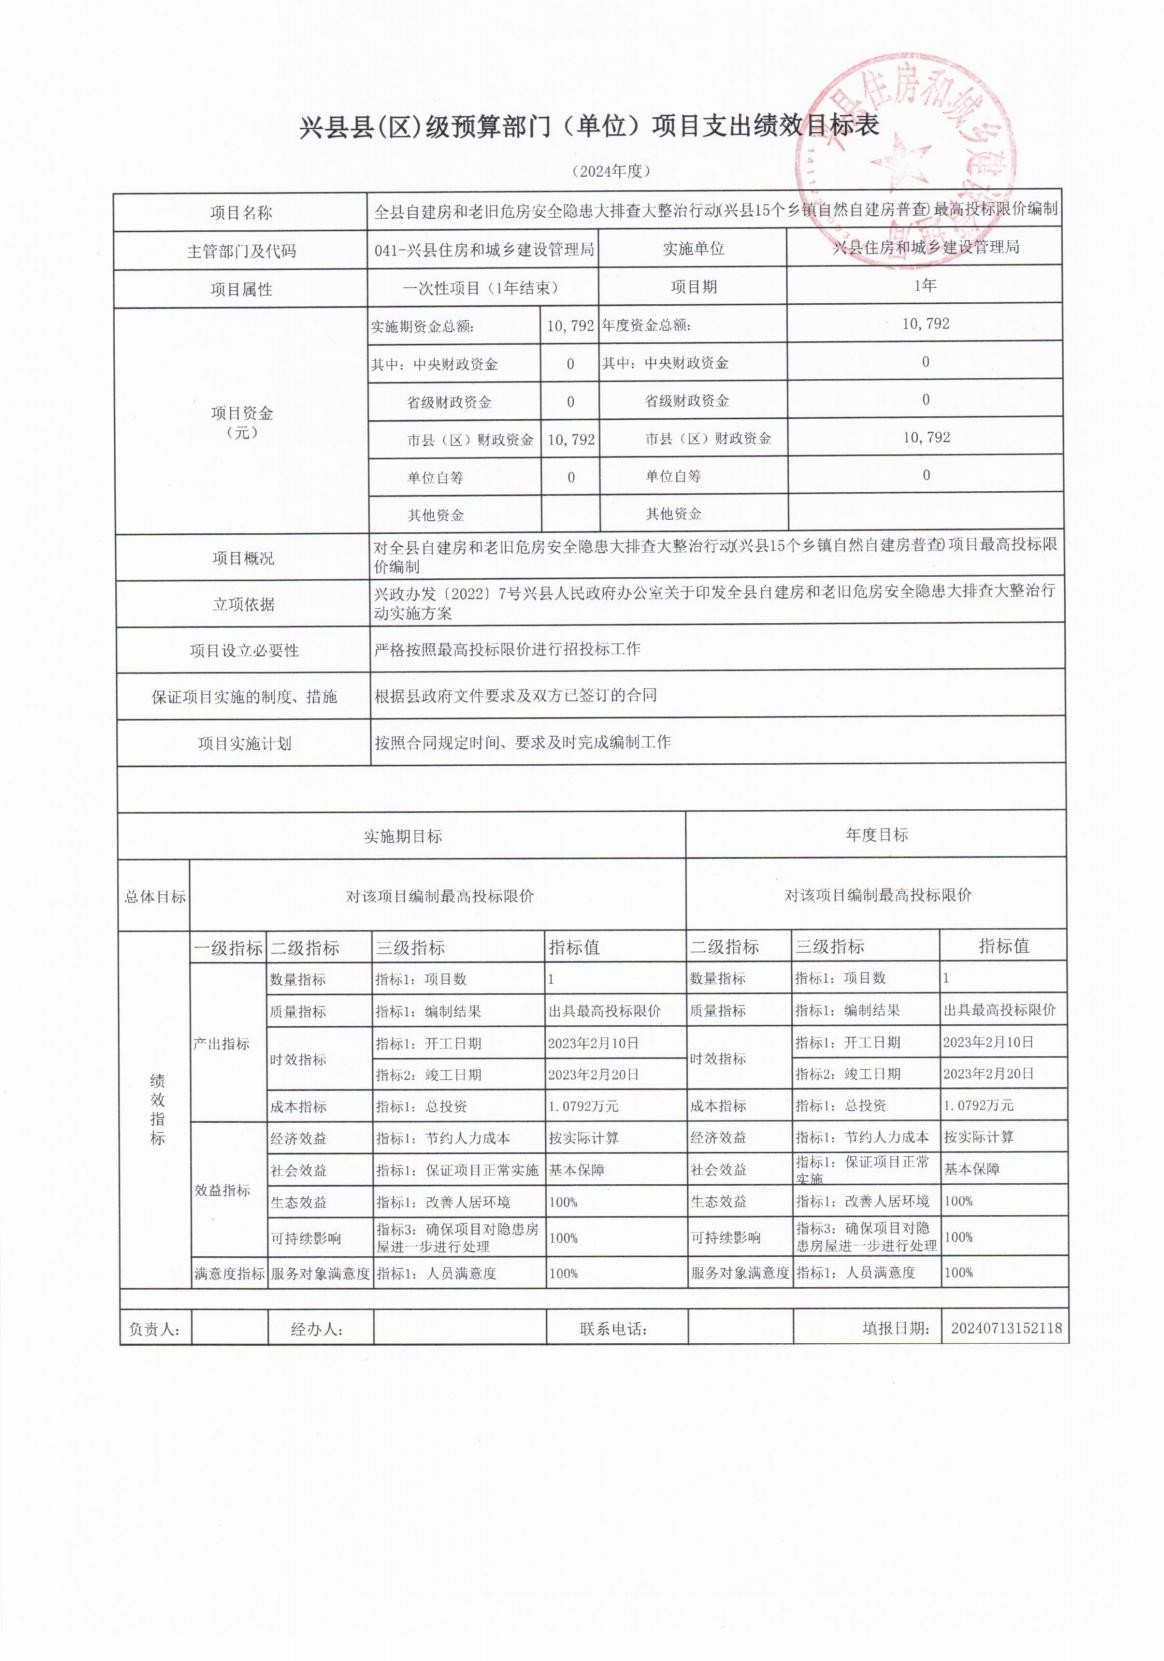 兴县住房和城乡建设管理局
兴县县(区)级预算部门（单位）项目支出绩效目标表
（2024年度）
项目名称 全县自建房和老旧危房安全隐患大排查大整治行动(兴县15个乡镇自然自建房普查)最高投标限价编制
主管部门及代码 041-兴县住房和城乡建设管理局 实施单位 兴县住房和城乡建设管理局
项目属性 一次性项目（1年结束） 项目期 1年
项目资金
（元）
实施期资金总额: 10,792 年度资金总额: 10,792
其中: 中央财政资金 0 其中: 中央财政资金 0
省级财政资金 0 省级财政资金 0
市县（区）财政资金 10,792 市县（区）财政资金 10,792
单位自筹 0 单位自筹 0
其他资金 其他资金
项目概况 对全县自建房和老旧危房安全隐患大排查大整治行动(兴县15个乡镇自然自建房普查)项目最高投标限
价编制
立项依据 兴政办发〔2022〕7号兴县人民政府办公室关于印发全县自建房和老旧危房安全隐患大排查大整治行
动实施方案
项目设立必要性 严格按照最高投标限价进行招投标工作
保证项目实施的制度、措施 根据县政府文件要求及双方已签订的合同
项目实施计划 按照合同规定时间、要求及时完成编制工作
实施期目标 年度目标
总体目标 对该项目编制最高投标限价 对该项目编制最高投标限价
绩效指标
一级指标 二级指标 三级指标 指标值 二级指标 三级指标 指标值
产出指标
数量指标 指标1: 项目数 1 数量指标 指标1: 项目数 1
质量指标 指标1: 编制结果 出具最高投标限价 质量指标 指标1: 编制结果 出具最高投标限价
时效指标 指标1: 开工日期 2023年2月10日 时效指标 指标1: 开工日期 2023年2月10日
指标2: 竣工日期 2023年2月20日 指标2: 竣工日期 2023年2月20日
成本指标 指标1: 总投资 1.0792万元 成本指标 指标1: 总投资 1.0792万元
效益指标
经济效益 指标1: 节约人力成本 按实际计算 经济效益 指标1: 节约人力成本 按实际计算
社会效益 指标1: 保证项目正常实施 基本保障 社会效益 指标1: 保证项目正常
实施 基本保障
生态效益 指标1: 改善人居环境 100% 生态效益 指标1: 改善人居环境 100%
可持续影响 指标3: 确保项目对隐患房
屋进一步进行处理 100% 可持续影响 指标3: 确保项目对隐
患房屋进一步进行处理 100%
满意度指标 服务对象满意度 指标1: 人员满意度 100% 服务对象满意度 指标1: 人员满意度 100%
负责人: 经办人: 联系电话: 填报日期: 20240713152118